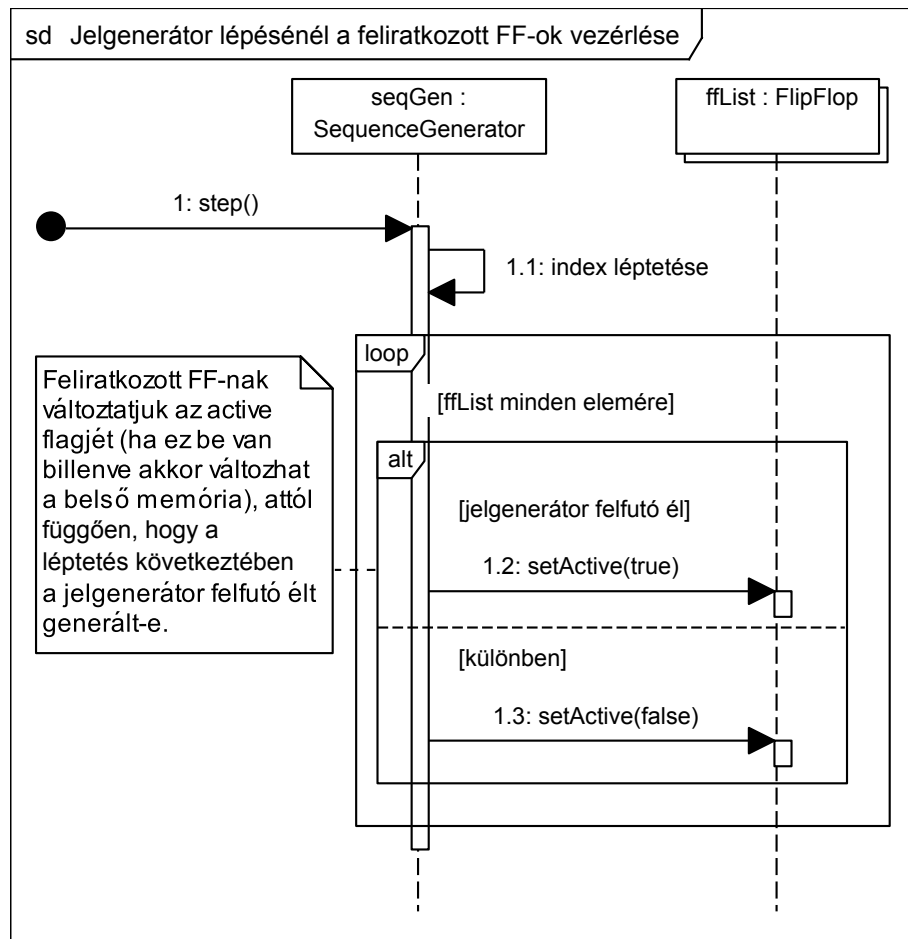 sd Jelgenerátor lépésénél a feliratkozott FF-ok vezérlése
seqGen :
SequenceGenerator
ffList : FlipFlop
1: step()
1.1: index léptetése
loop
[ffList minden elemére]
Feliratkozott FF-nak
változtatjuk az active
flagjét (ha ez be van
billenve akkor változhat
a belső memória), attól
függően, hogy a
léptetés következtében
a jelgenerátor felfutó élt
generált-e.
alt
[jelgenerátor felfutó él]
1.2: setActive(true)
[különben]
1.3: setActive(false)